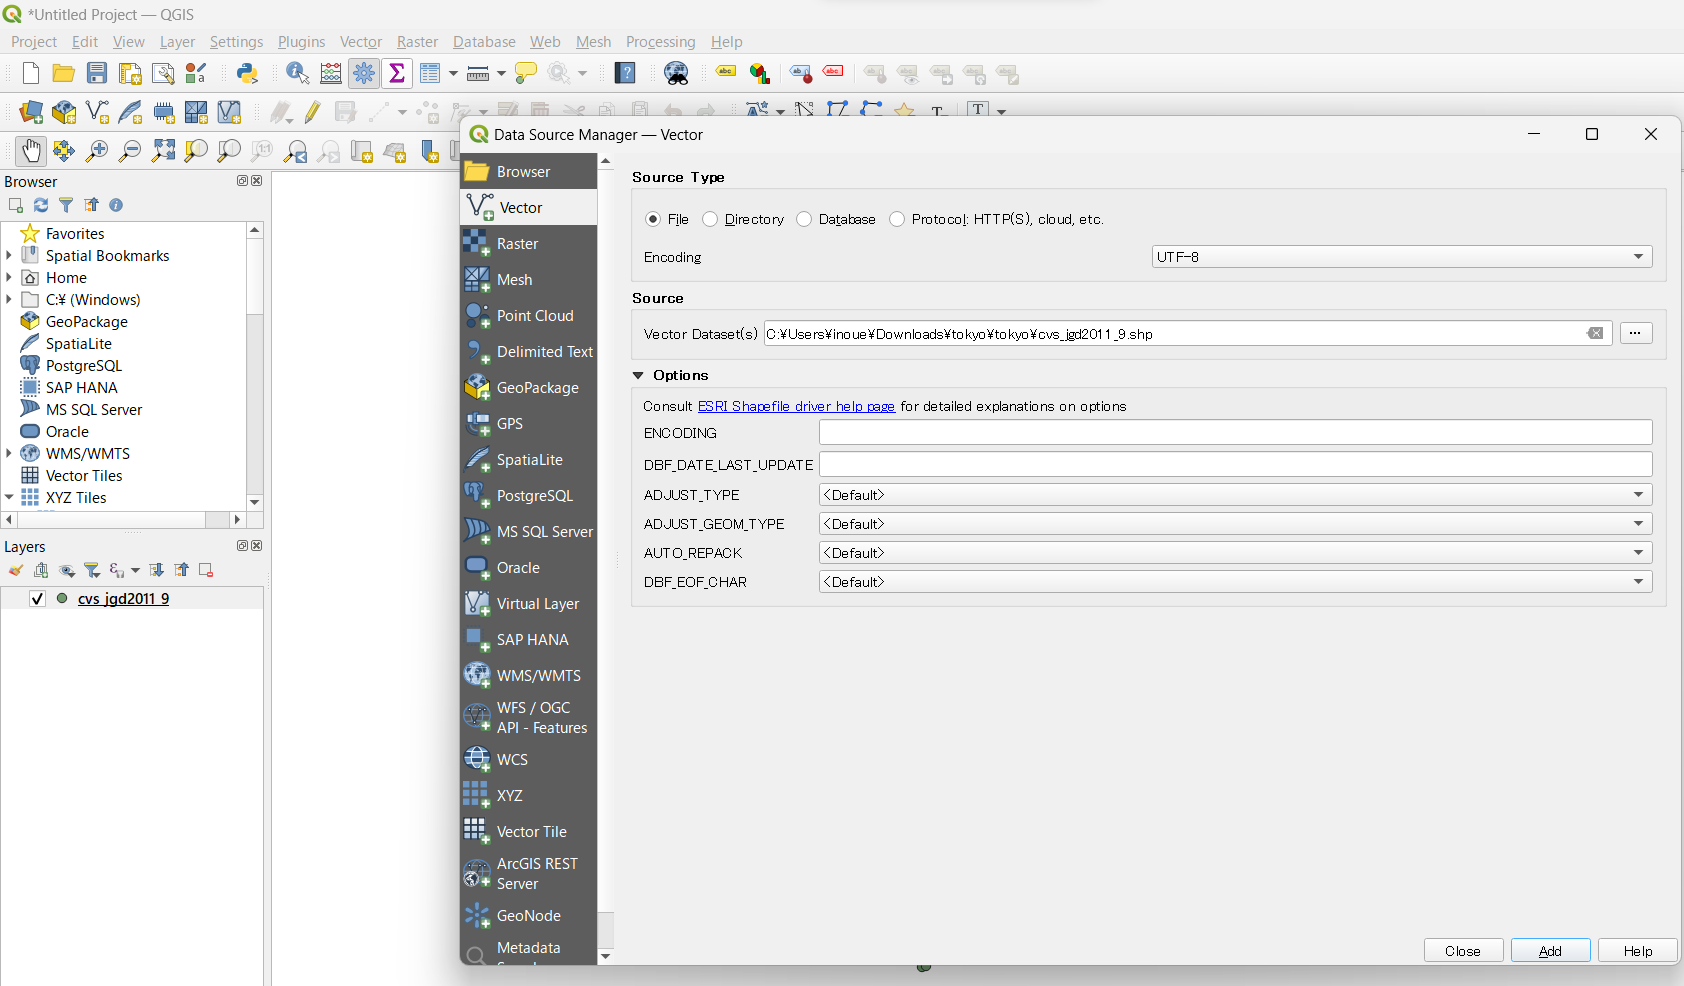 *Untitled Project — QGIS
Project Edit View Layer Settings Plugins Vector Raster Database Web Mesh Processing Help
Data Source Manager — Vector
Browser
Favorites
Spatial Bookmarks
Home
C:¥ (Windows)
GeoPackage
SpatiaLite
PostgreSQL
SAP HANA
MS SQL Server
Oracle
WMS/WMTS
Vector Tiles
XYZ Tiles
Layers
cvs_jgd2011_9
Browser
Vector
Raster
Mesh
Point Cloud
Delimited Text
GeoPackage
GPS
SpatiaLite
PostgreSQL
MS SQL Server
Oracle
Virtual Layer
SAP HANA
WMS/WMTS
WFS / OGC
API - Features
WCS
XYZ
Vector Tile
ArcGIS REST
Server
GeoNode
Metadata
Source Type
File Directory Database Protocol: HTTP(S), cloud, etc.
Encoding UTF-8
Source
Vector Dataset(s) C:¥Users¥inoue¥Downloads¥tokyo¥tokyo¥cvs_jgd2011_9.shp ...
Options
Consult ESRI Shapefile driver help page for detailed explanations on options
ENCODING
DBF_DATE_LAST_UPDATE
ADJUST_TYPE <Default>
ADJUST_GEOM_TYPE <Default>
AUTO_REPACK <Default>
DBF_EOF_CHAR <Default>
Close Add Help